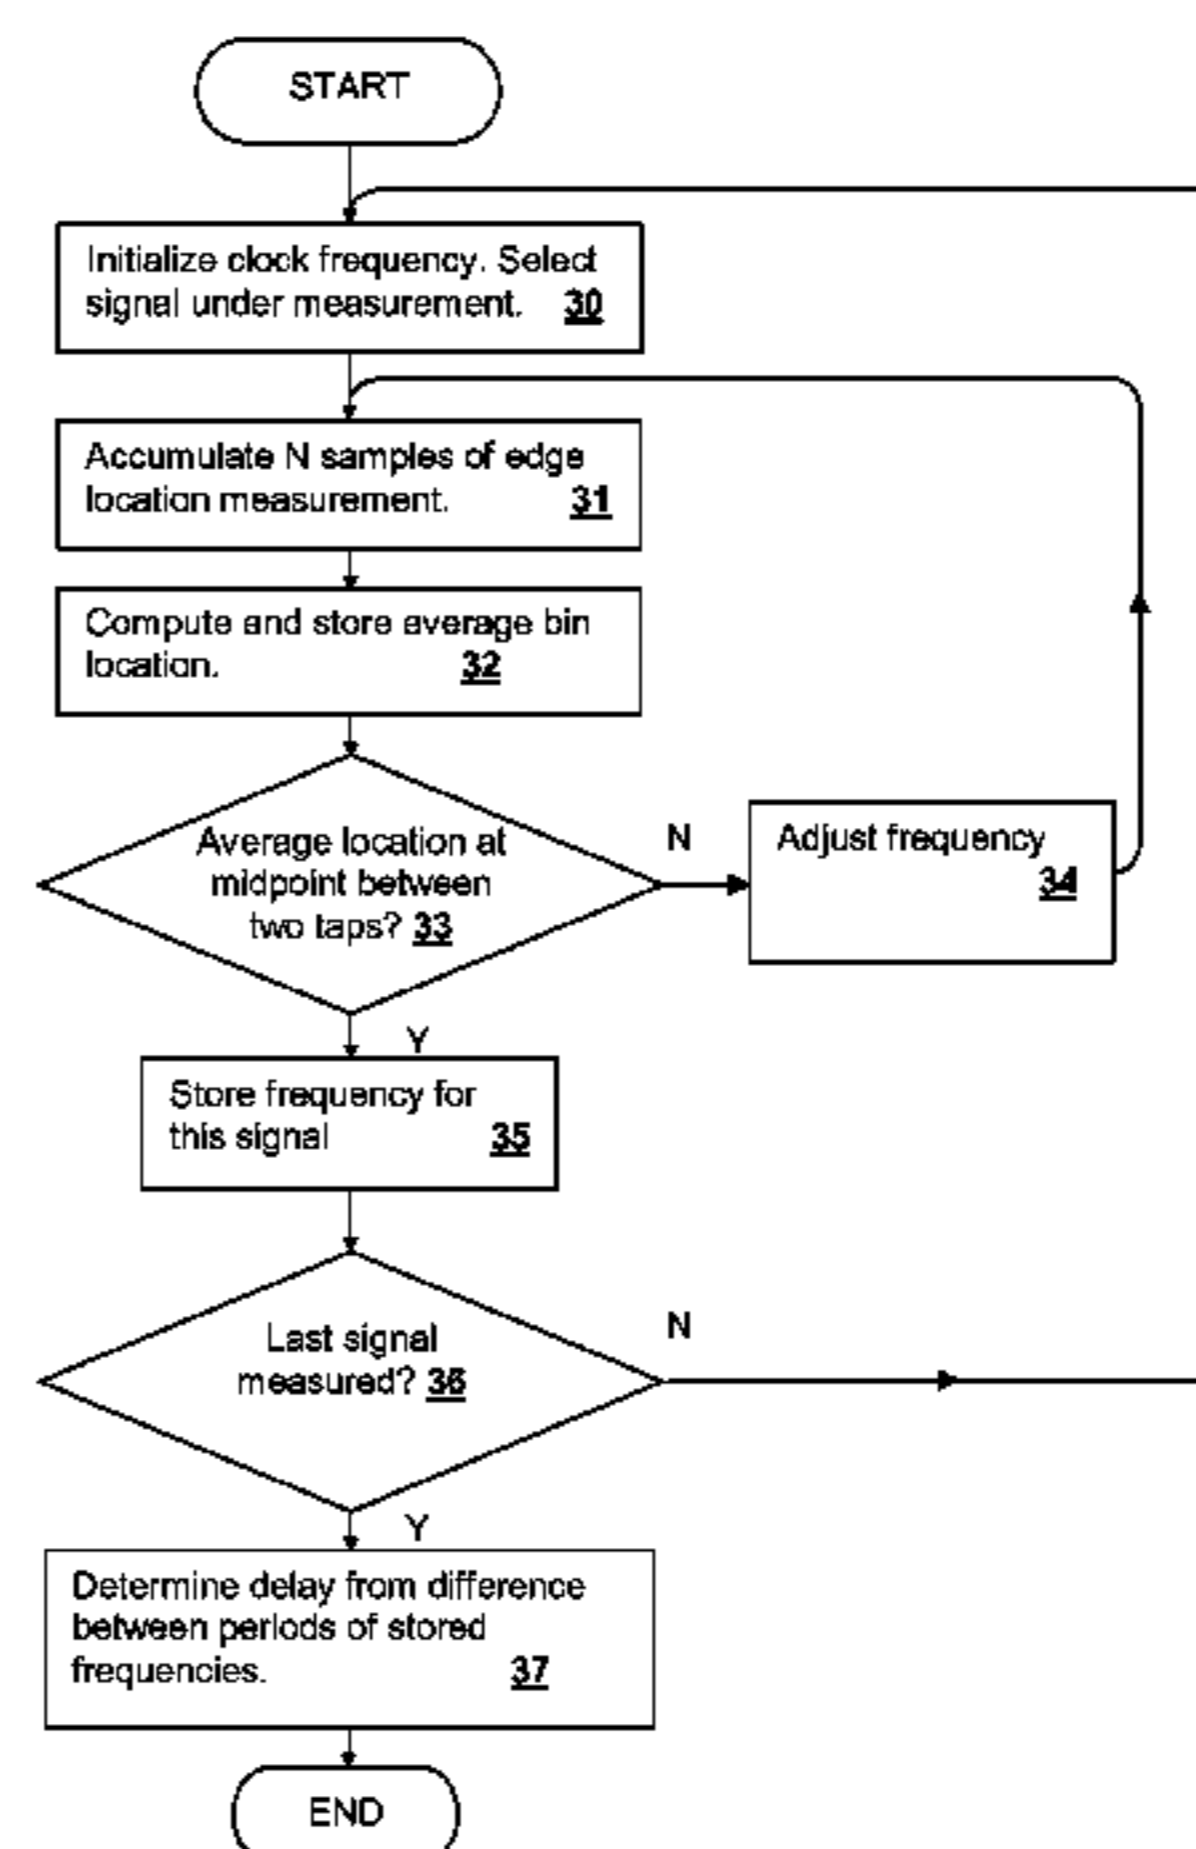 START
Initialize clock frequency. Select
signal under measurement. 30
Accumulate N samples of edge
location measurement. 31
Compute and store average bin
location. 32
Average location at
midpoint between
two taps? 33
N
Adjust frequency
34
Y
Store frequency for
this signal 35
Last signal
measured? 36
N
Y
Determine delay from difference
between periods of stored
frequencies. 37
END